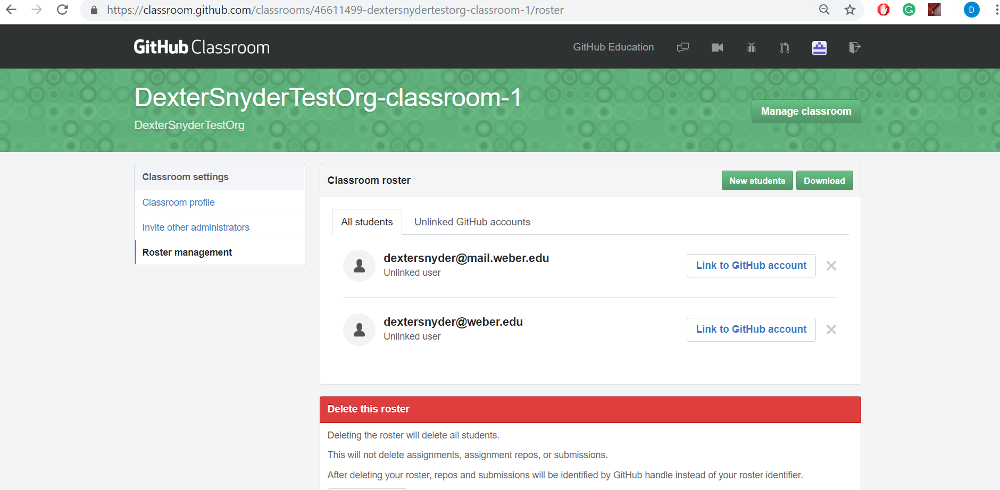 https://classroom.github.com/classrooms/46611499-dextersnydertestorg-classroom-1/roster
D
GitHub Classroom
GitHub Education
DexterSnyderTestOrg-classroom-1
DexterSnyderTestOrg
Manage classroom
Classroom settings
Classroom profile
Invite other administrators
Roster management
Classroom roster
New students
Download
All students
Unlinked GitHub accounts
dextersnyder@mail.weber.edu
Unlinked user
Link to GitHub account
dextersnyder@weber.edu
Unlinked user
Link to GitHub account
Delete this roster
Deleting the roster will delete all students.
This will not delete assignments, assignment repos, or submissions.
After deleting your roster, repos and submissions will be identified by GitHub handle instead of your roster identifier.